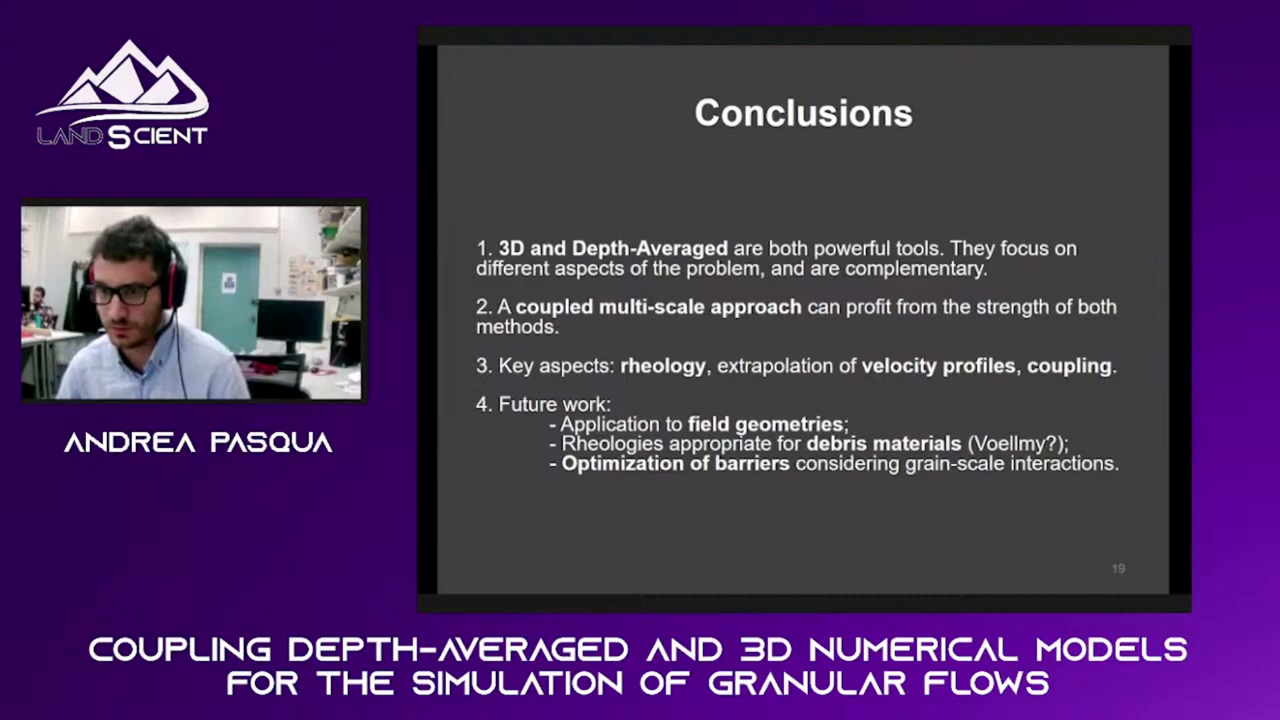 LANDSCIENT
Conclusions
1. 3D and Depth-Averaged are both powerful tools. They focus on
different aspects of the problem, and are complementary.
2. A coupled multi-scale approach can profit from the strength of both
methods.
3. Key aspects: rheology, extrapolation of velocity profiles, coupling.
4. Future work:
- Application to field geometries;
- Rheologies appropriate for debris materials (Voellmy?);
- Optimization of barriers considering grain-scale interactions.
19
ANDREA PASQUA
COUPLING DEPTH-AVERAGED AND 3D NUMERICAL MODELS
FOR THE SIMULATION OF GRANULAR FLOWS